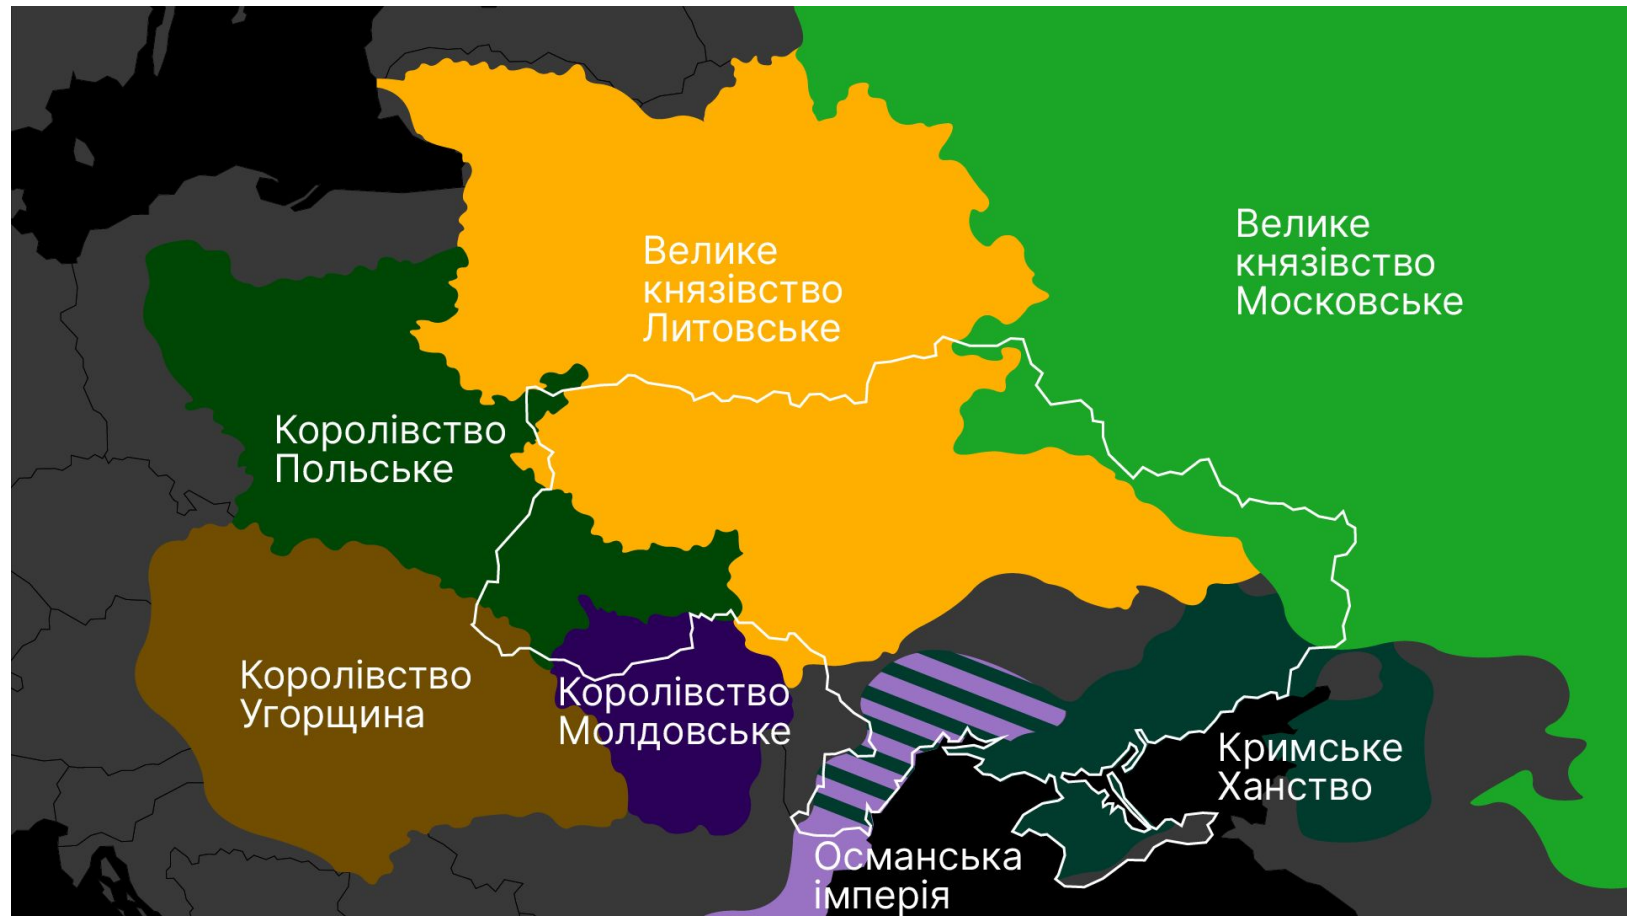 Велике
князівство
Московське
Велике
князівство
Литовське
Королівство
Польське
Королівство
Угорщина
Королівство
Молдовське
Кримське
Ханство
Османська
імперія